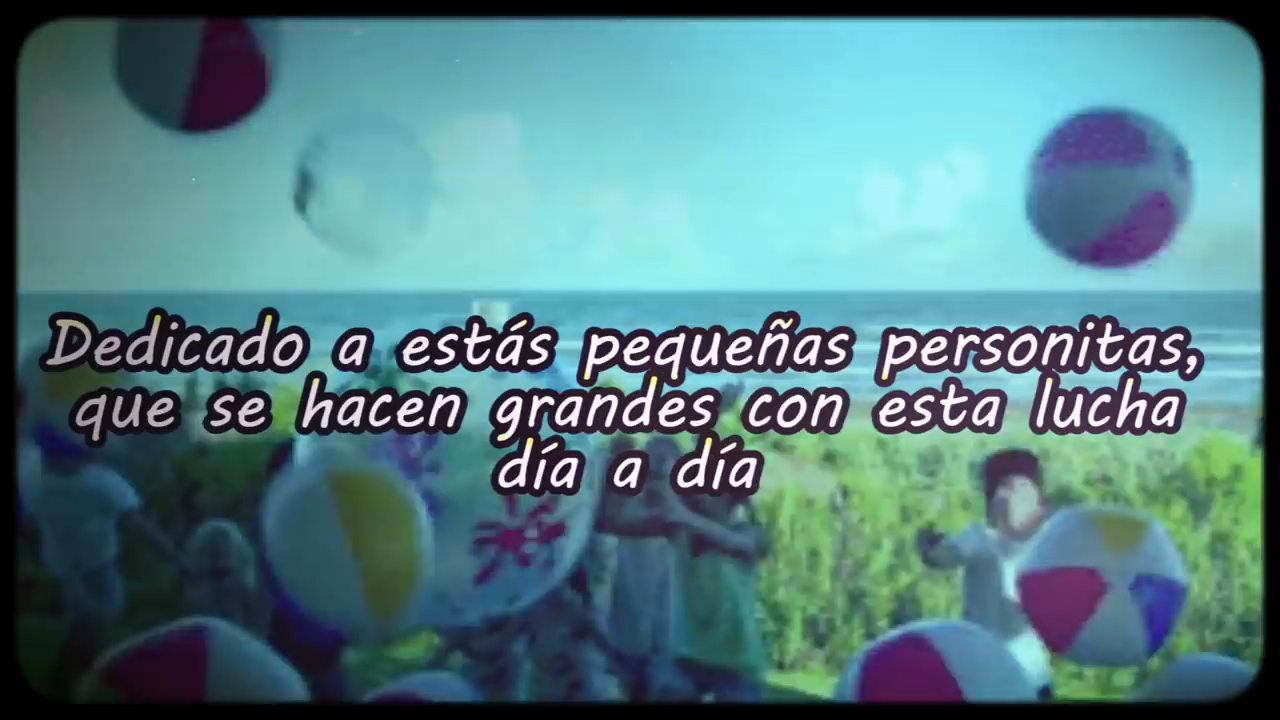 Dedicado a estás pequeñas personitas,
que se hacen grandes con esta lucha
día a día